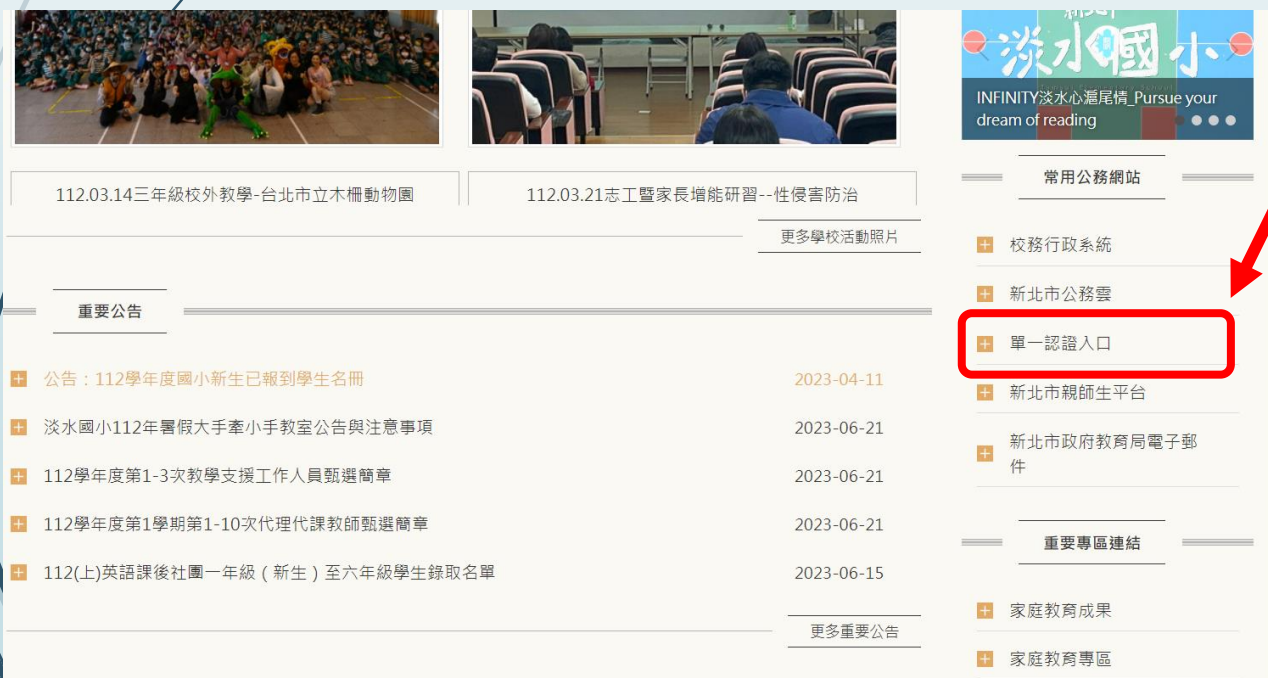 112.03.14三年級校外教學-台北市立木柵動物園
112.03.21志工暨家長增能研習--性侵害防治
更多學校活動照片
重要公告
公告：112學年度國小新生已報到學生名冊 2023-04-11
淡水國小112年暑假大手牽小手教室公告與注意事項 2023-06-21
112學年度第1-3次教學支援工作人員甄選簡章 2023-06-21
112學年度第1學期第1-10次代理代課教師甄選簡章 2023-06-21
112(上)英語課後社團一年級（新生）至六年級學生錄取名單 2023-06-15
更多重要公告
淡水國小
INFINITY淡水心滬尾情_Pursue your
dream of reading
常用公務網站
校務行政系統
新北市公務雲
單一認證入口
新北市親師生平台
新北市政府教育局電子郵
件
重要專區連結
家庭教育成果
家庭教育專區